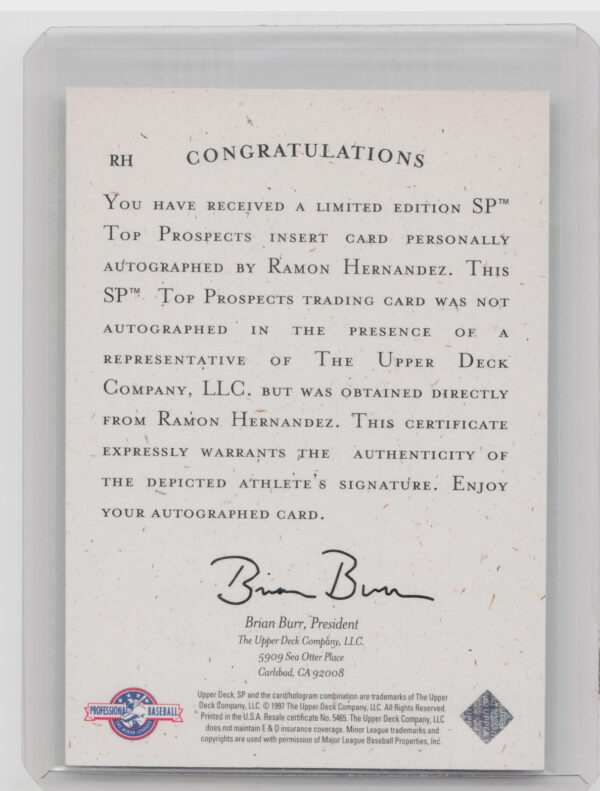 RH
CONGRATULATIONS
YOU HAVE RECEIVED A LIMITED EDITION SP™
TOP PROSPECTS INSERT CARD PERSONALLY
AUTOGRAPHED BY RAMON HERNANDEZ. THIS
SP™ TOP PROSPECTS TRADING CARD WAS NOT
AUTOGRAPHED IN THE PRESENCE OF A
REPRESENTATIVE OF THE UPPER DECK
COMPANY, LLC. BUT WAS OBTAINED DIRECTLY
FROM RAMON HERNANDEZ. THIS CERTIFICATE
EXPRESSLY WARRANTS THE AUTHENTICITY OF
THE DEPICTED ATHLETE'S SIGNATURE. ENJOY
YOUR AUTOGRAPHED CARD.
Brian Burr
Brian Burr, President
The Upper Deck Company, LLC.
5909 Sea Otter Place
Carlsbad, CA 92008
Upper Deck, SP and the card/hologram combination are trademarks of The Upper
Deck Company, LLC. © 1997 The Upper Deck Company, LLC. All Rights Reserved.
Printed in the U.S.A. Resale certificate No. 5465. The Upper Deck Company, LLC
does not maintain E & D insurance coverage. Minor League trademarks and
copyrights are used with permission of Major League Baseball Properties, Inc.
PROFESSIONAL BASEBALL